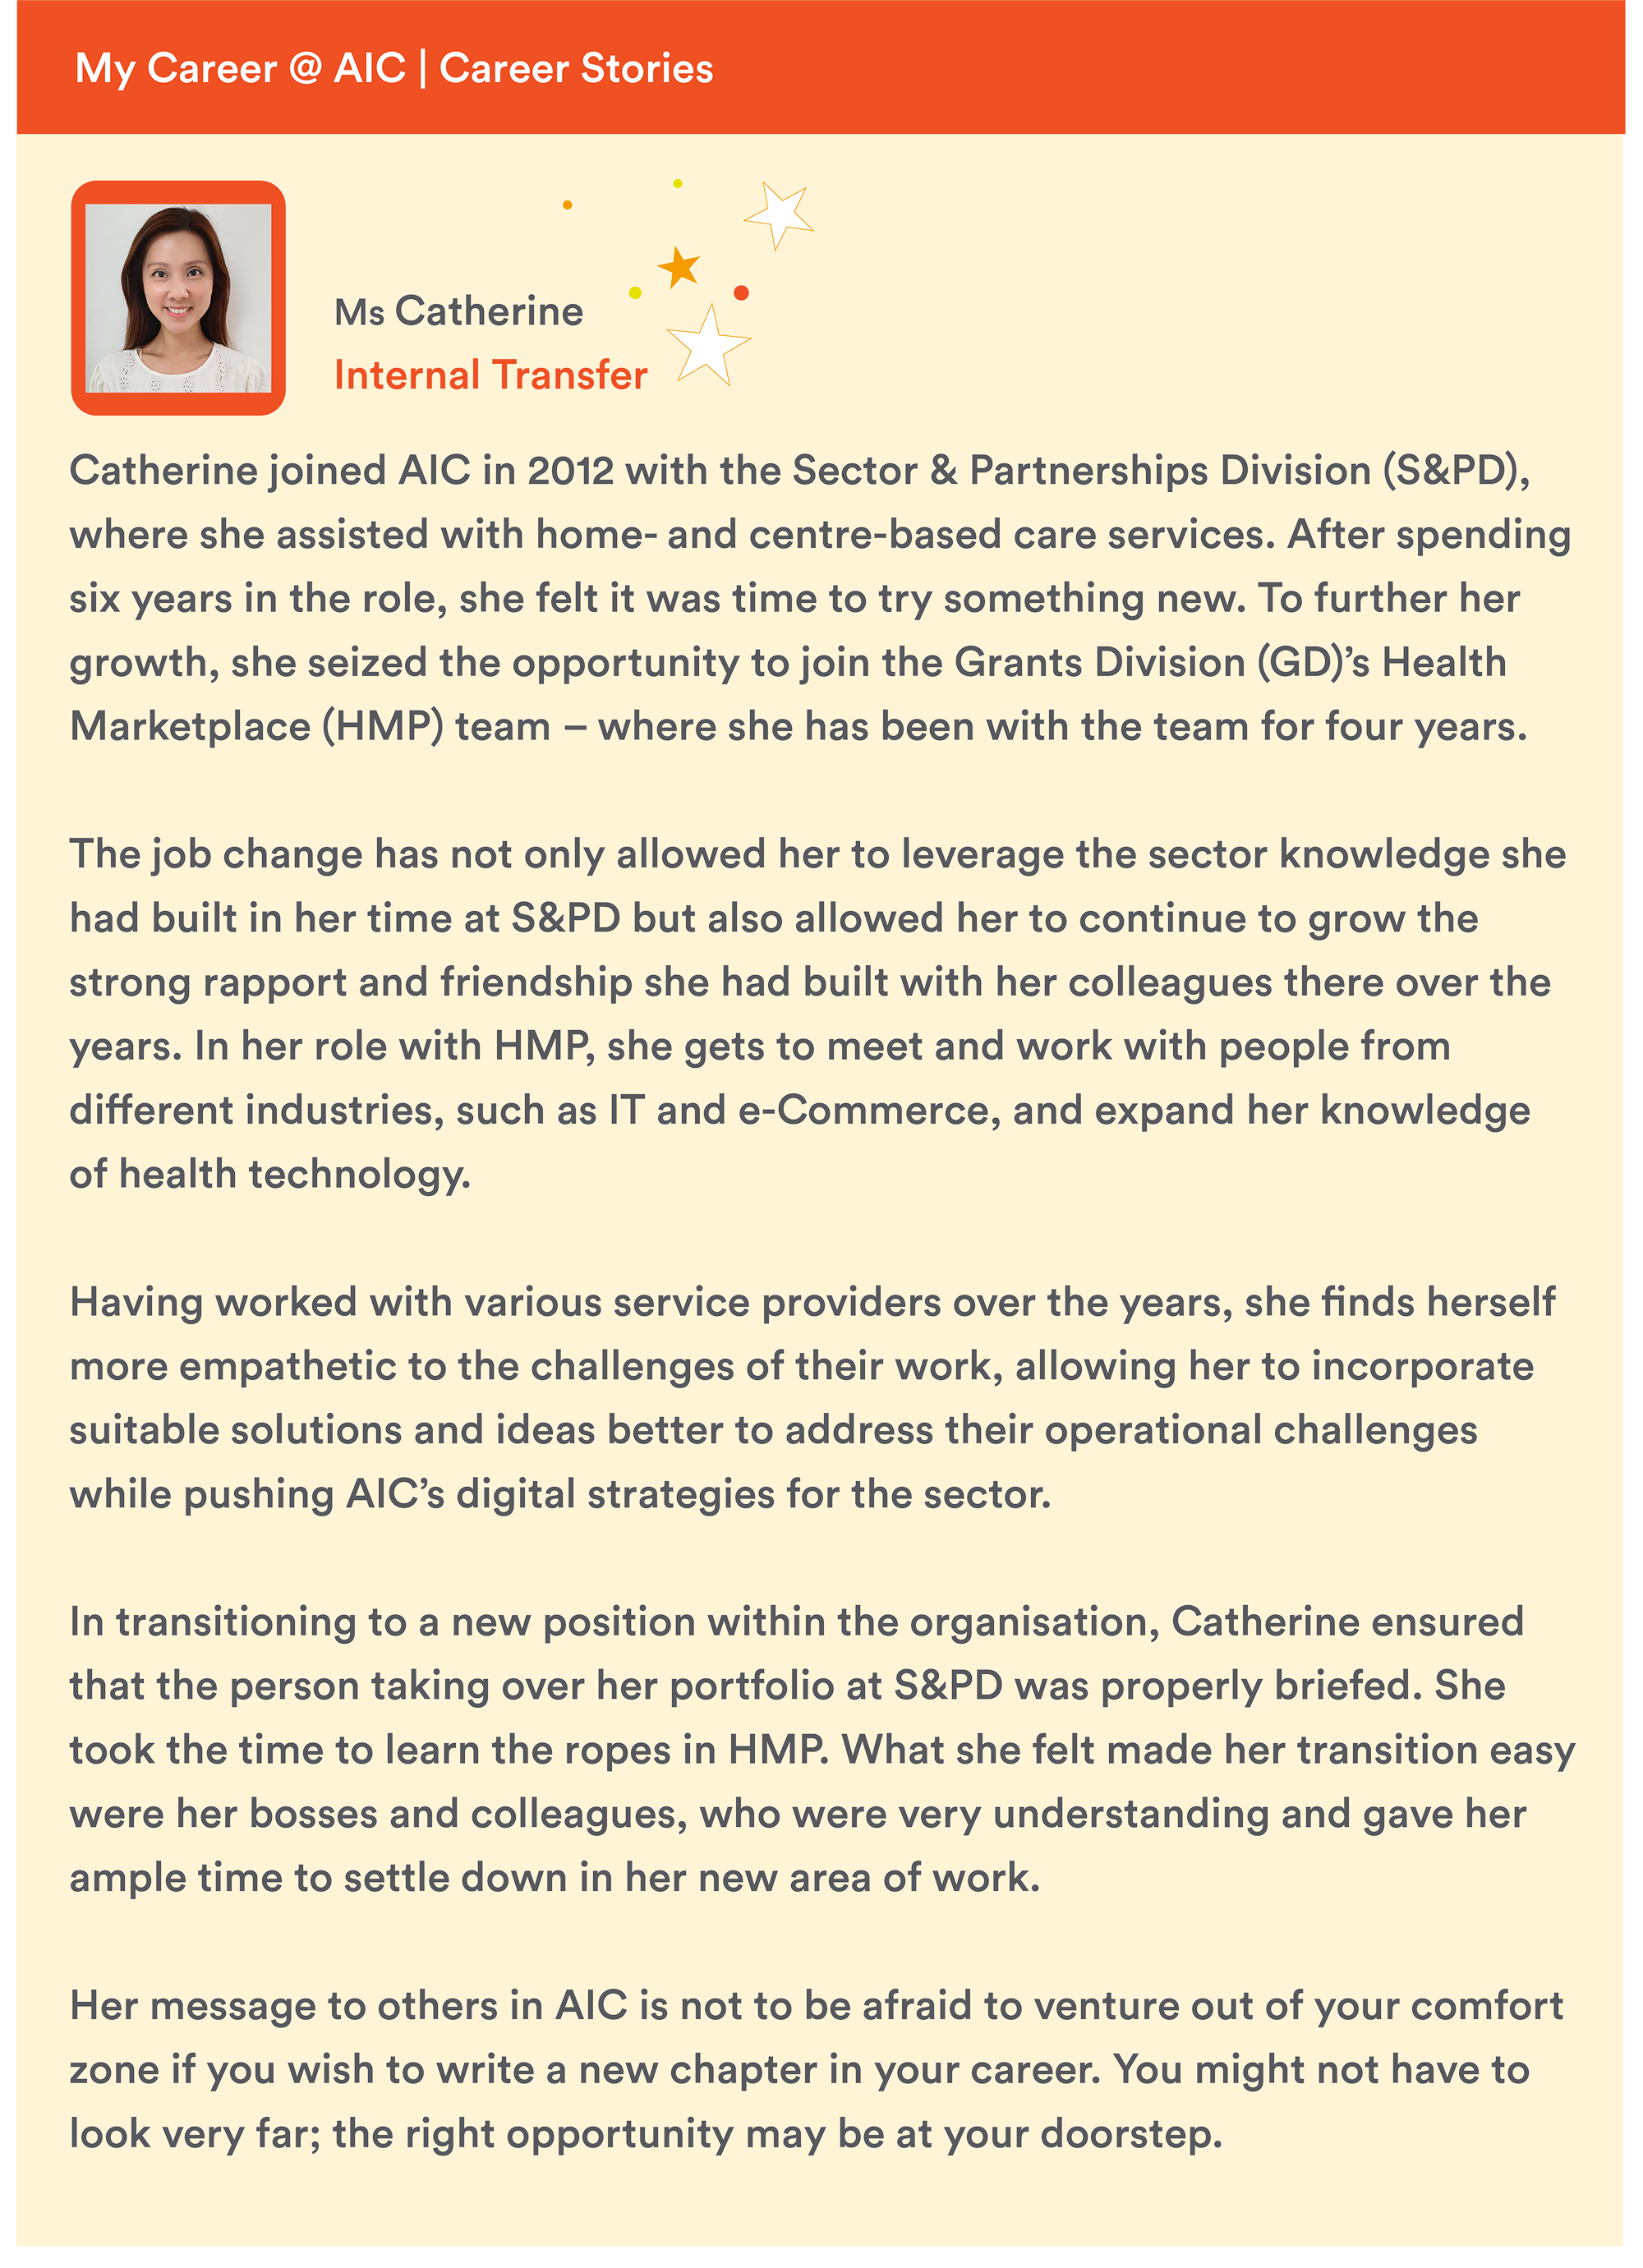 My Career @ AIC | Career Stories
Ms Catherine
Internal Transfer
Catherine joined AIC in 2012 with the Sector & Partnerships Division (S&PD),
where she assisted with home- and centre-based care services. After spending
six years in the role, she felt it was time to try something new. To further her
growth, she seized the opportunity to join the Grants Division (GD)’s Health
Marketplace (HMP) team – where she has been with the team for four years.
The job change has not only allowed her to leverage the sector knowledge she
had built in her time at S&PD but also allowed her to continue to grow the
strong rapport and friendship she had built with her colleagues there over the
years. In her role with HMP, she gets to meet and work with people from
different industries, such as IT and e-Commerce, and expand her knowledge
of health technology.
Having worked with various service providers over the years, she finds herself
more empathetic to the challenges of their work, allowing her to incorporate
suitable solutions and ideas better to address their operational challenges
while pushing AIC’s digital strategies for the sector.
In transitioning to a new position within the organisation, Catherine ensured
that the person taking over her portfolio at S&PD was properly briefed. She
took the time to learn the ropes in HMP. What she felt made her transition easy
were her bosses and colleagues, who were very understanding and gave her
ample time to settle down in her new area of work.
Her message to others in AIC is not to be afraid to venture out of your comfort
zone if you wish to write a new chapter in your career. You might not have to
look very far; the right opportunity may be at your doorstep.